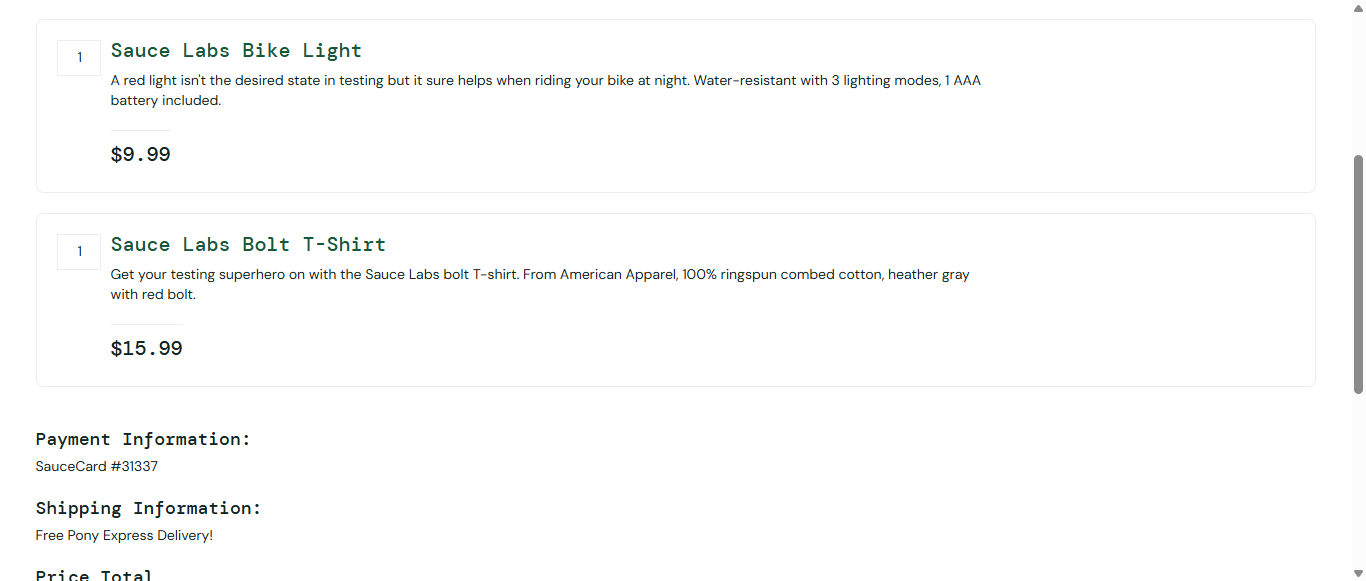 1
Sauce Labs Bike Light
A red light isn't the desired state in testing but it sure helps when riding your bike at night. Water-resistant with 3 lighting modes, 1 AAA
battery included.
$9.99
1
Sauce Labs Bolt T-Shirt
Get your testing superhero on with the Sauce Labs bolt T-shirt. From American Apparel, 100% ringspun combed cotton, heather gray
with red bolt.
$15.99
Payment Information:
SauceCard #31337
Shipping Information:
Free Pony Express Delivery!
Price Total